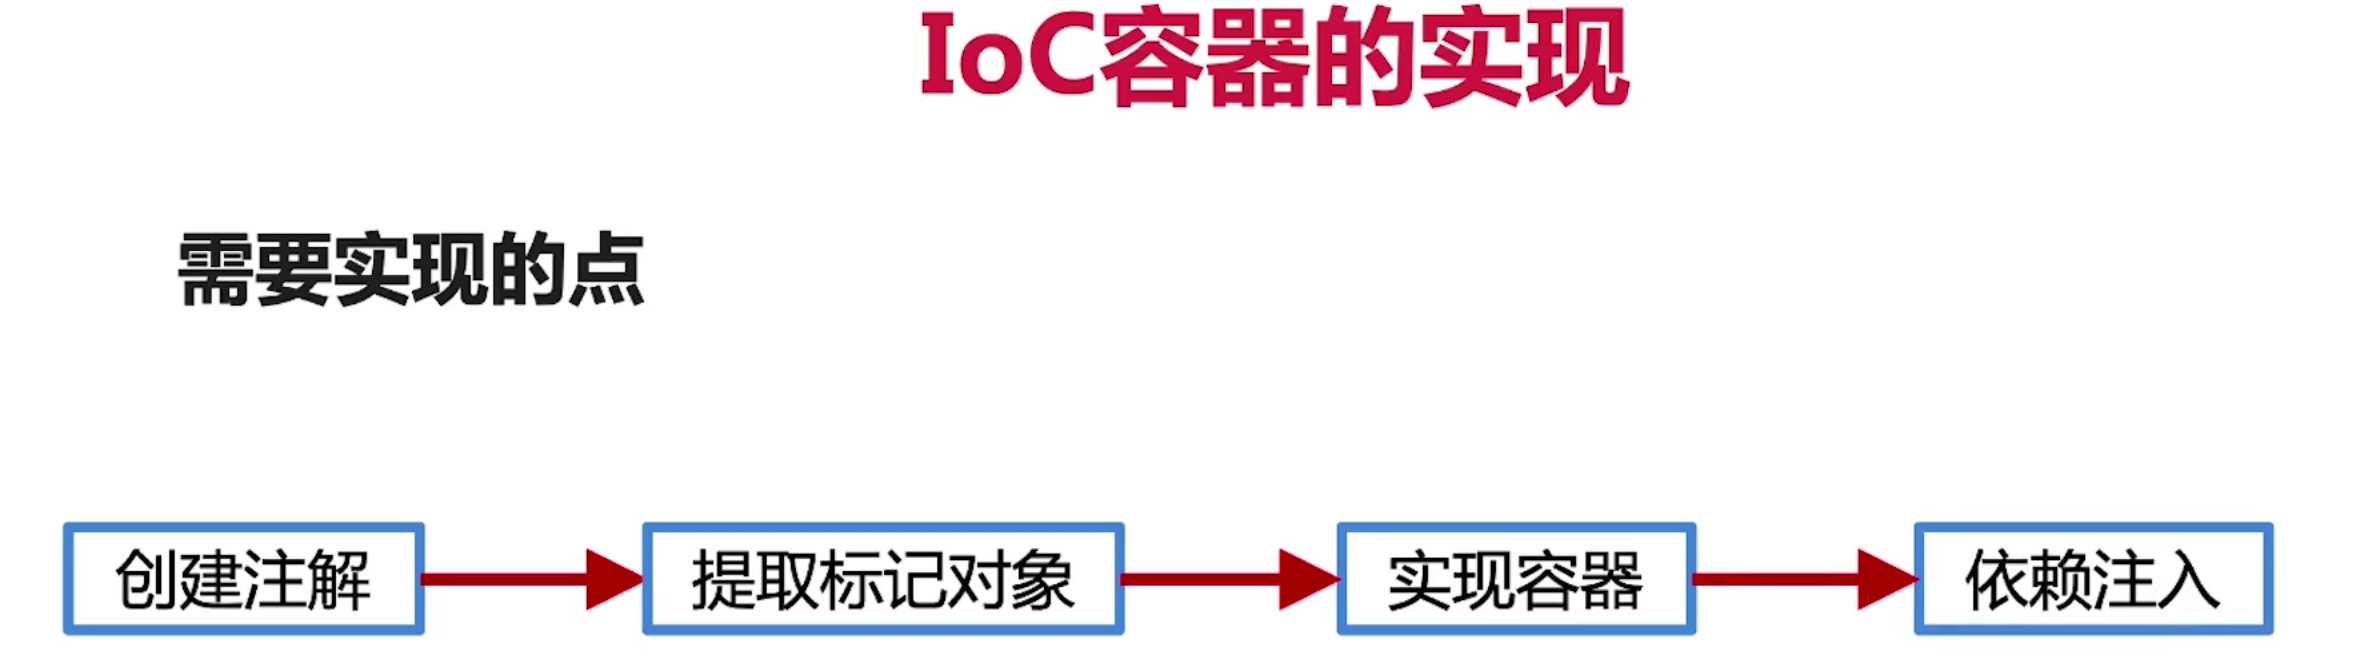 IoC容器的实现
需要实现的点
创建注解
提取标记对象
实现容器
依赖注入